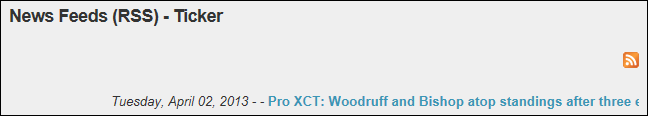 News Feeds (RSS) - Ticker
Tuesday, April 02, 2013 - - Pro XCT: Woodruff and Bishop atop standings after three